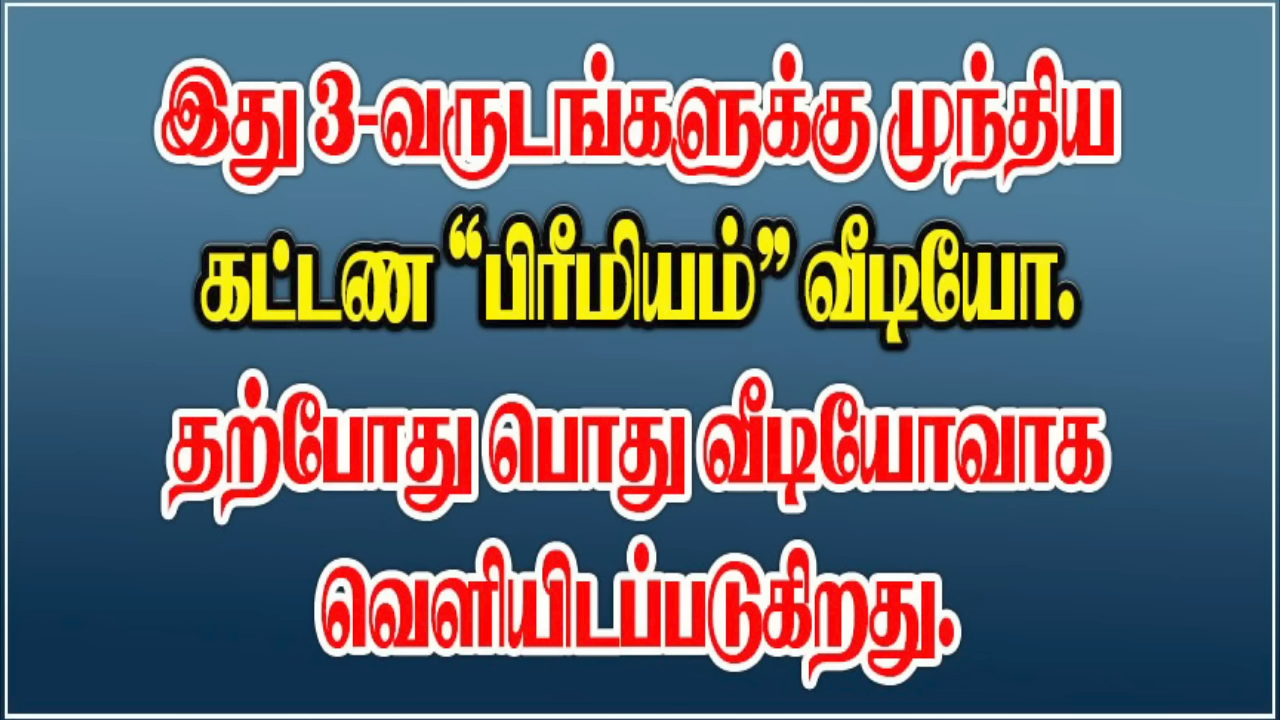 இது 3-வருடங்களுக்கு முந்திய
கட்டண “பிரீமியம்” வீடியோ.
தற்போது பொது வீடியோவாக
வெளியிடப்படுகிறது.